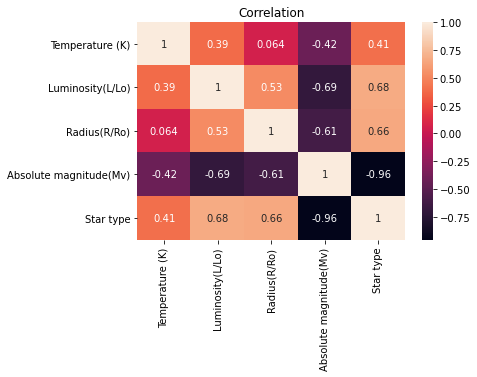 Correlation
Temperature (K) 1 0.39 0.064 -0.42 0.41
Luminosity(L/Lo) 0.39 1 0.53 -0.69 0.68
Radius(R/Ro) 0.064 0.53 1 -0.61 0.66
Absolute magnitude(Mv) -0.42 -0.69 -0.61 1 -0.96
Star type 0.41 0.68 0.66 -0.96 1
Temperature (K)
Luminosity(L/Lo)
Radius(R/Ro)
Absolute magnitude(Mv)
Star type
1.00
0.75
0.50
0.25
0.00
−0.25
−0.50
−0.75